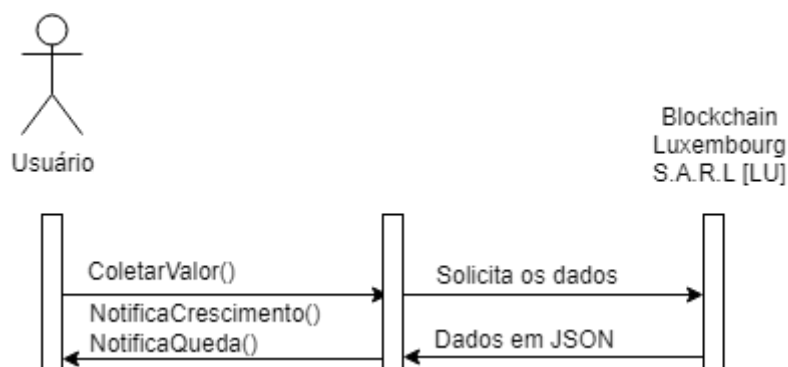 Usuário
Blockchain
Luxembourg
S.A.R.L [LU]
ColetarValor()
Solicita os dados
NotificaCrescimento()
NotificaQueda()
Dados em JSON